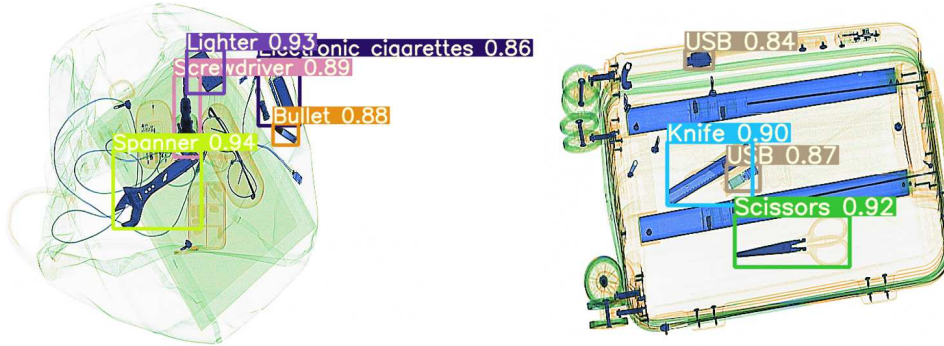 Lighter 0.93
Electronic cigarettes 0.86
Screwdriver 0.89
Bullet 0.88
Spanner 0.94
USB 0.84
Knife 0.90
USB 0.87
Scissors 0.92